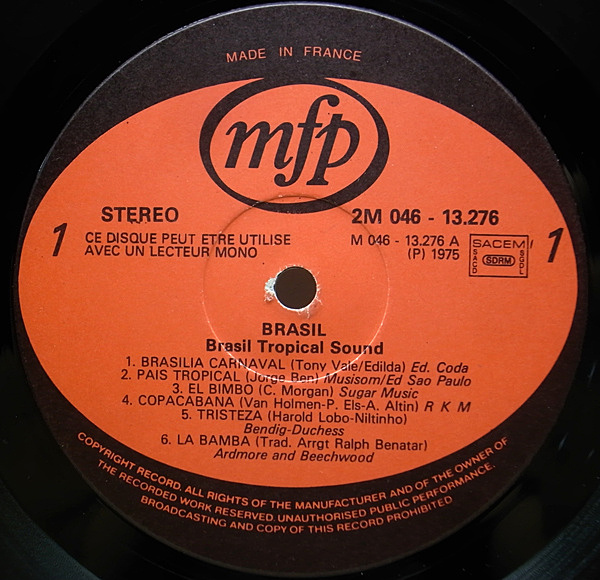 MADE IN FRANCE
mfp
STEREO
2M 046 - 13.276
1
CE DISQUE PEUT ETRE UTILISE
AVEC UN LECTEUR MONO
M 046 - 13.276 A
(P) 1975
SACEM
SACD
SDRM
SGDL
1
BRASIL
Brasil Tropical Sound
1. BRASILIA CARNAVAL (Tony Vale/Edilda) Ed. Coda
2. PAIS TROPICAL (Jorge Ben) Musisom/Ed Sao Paulo
3. EL BIMBO (C. Morgan) Sugar Music
4. COPACABANA (Van Holmen-P. Els-A. Altin) R K M
5. TRISTEZA (Harold Lobo-Niltinho)
Bendig-Duchess
6. LA BAMBA (Trad. Arrgt Ralph Benatar)
Ardmore and Beechwood
COPYRIGHT RECORD. ALL RIGHTS OF THE MANUFACTURER AND OF THE OWNER OF
THE RECORDED WORK RESERVED. UNAUTHORISED PUBLIC PERFORMANCE.
BROADCASTING AND COPY OF THIS RECORD PROHIBITED